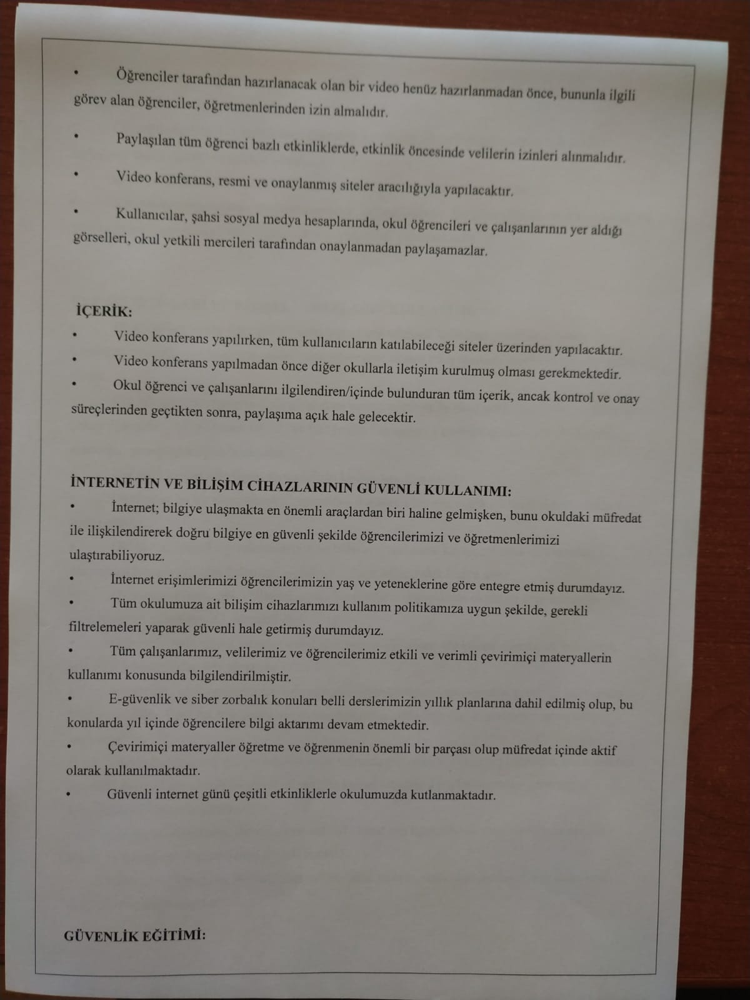 • Öğrenciler tarafından hazırlanacak olan bir video henüz hazırlanmadan önce, bununla ilgili
görev alan öğrenciler, öğretmenlerinden izin almalıdır.
• Paylaşılan tüm öğrenci bazlı etkinliklerde, etkinlik öncesinde velilerin izinleri alınmalıdır.
• Video konferans, resmi ve onaylanmış siteler aracılığıyla yapılacaktır.
• Kullanıcılar, şahsi sosyal medya hesaplarında, okul öğrencileri ve çalışanlarının yer aldığı
görselleri, okul yetkili mercileri tarafından onaylanmadan paylaşamazlar.
İÇERİK:
• Video konferans yapılırken, tüm kullanıcıların katılabileceği siteler üzerinden yapılacaktır.
• Video konferans yapılmadan önce diğer okullarla iletişim kurulmuş olması gerekmektedir.
• Okul öğrenci ve çalışanlarını ilgilendiren/içinde bulunduran tüm içerik, ancak kontrol ve onay
süreçlerinden geçtikten sonra, paylaşıma açık hale gelecektir.
İNTERNETİN VE BİLİŞİM CİHAZLARININ GÜVENLİ KULLANIMI:
• İnternet; bilgiye ulaşmakta en önemli araçlardan biri haline gelmişken, bunu okuldaki müfredat
ile ilişkilendirerek doğru bilgiye en güvenli şekilde öğrencilerimizi ve öğretmenlerimizi
ulaştırabiliyoruz.
• İnternet erişimlerimizi öğrencilerimizin yaş ve yeteneklerine göre entegre etmiş durumdayız.
• Tüm okulumuza ait bilişim cihazlarımızı kullanım politikamıza uygun şekilde, gerekli
filtrelemeleri yaparak güvenli hale getirmiş durumdayız.
• Tüm çalışanlarımız, velilerimiz ve öğrencilerimiz etkili ve verimli çevirimiçi materyallerin
kullanımı konusunda bilgilendirilmiştir.
• E-güvenlik ve siber zorbalık konuları belli derslerimizin yıllık planlarına dahil edilmiş olup, bu
konularda yıl içinde öğrencilere bilgi aktarımı devam etmektedir.
• Çevirimiçi materyaller öğretme ve öğrenmenin önemli bir parçası olup müfredat içinde aktif
olarak kullanılmaktadır.
• Güvenli internet günü çeşitli etkinliklerle okulumuzda kutlanmaktadır.
GÜVENLİK EĞİTİMİ: